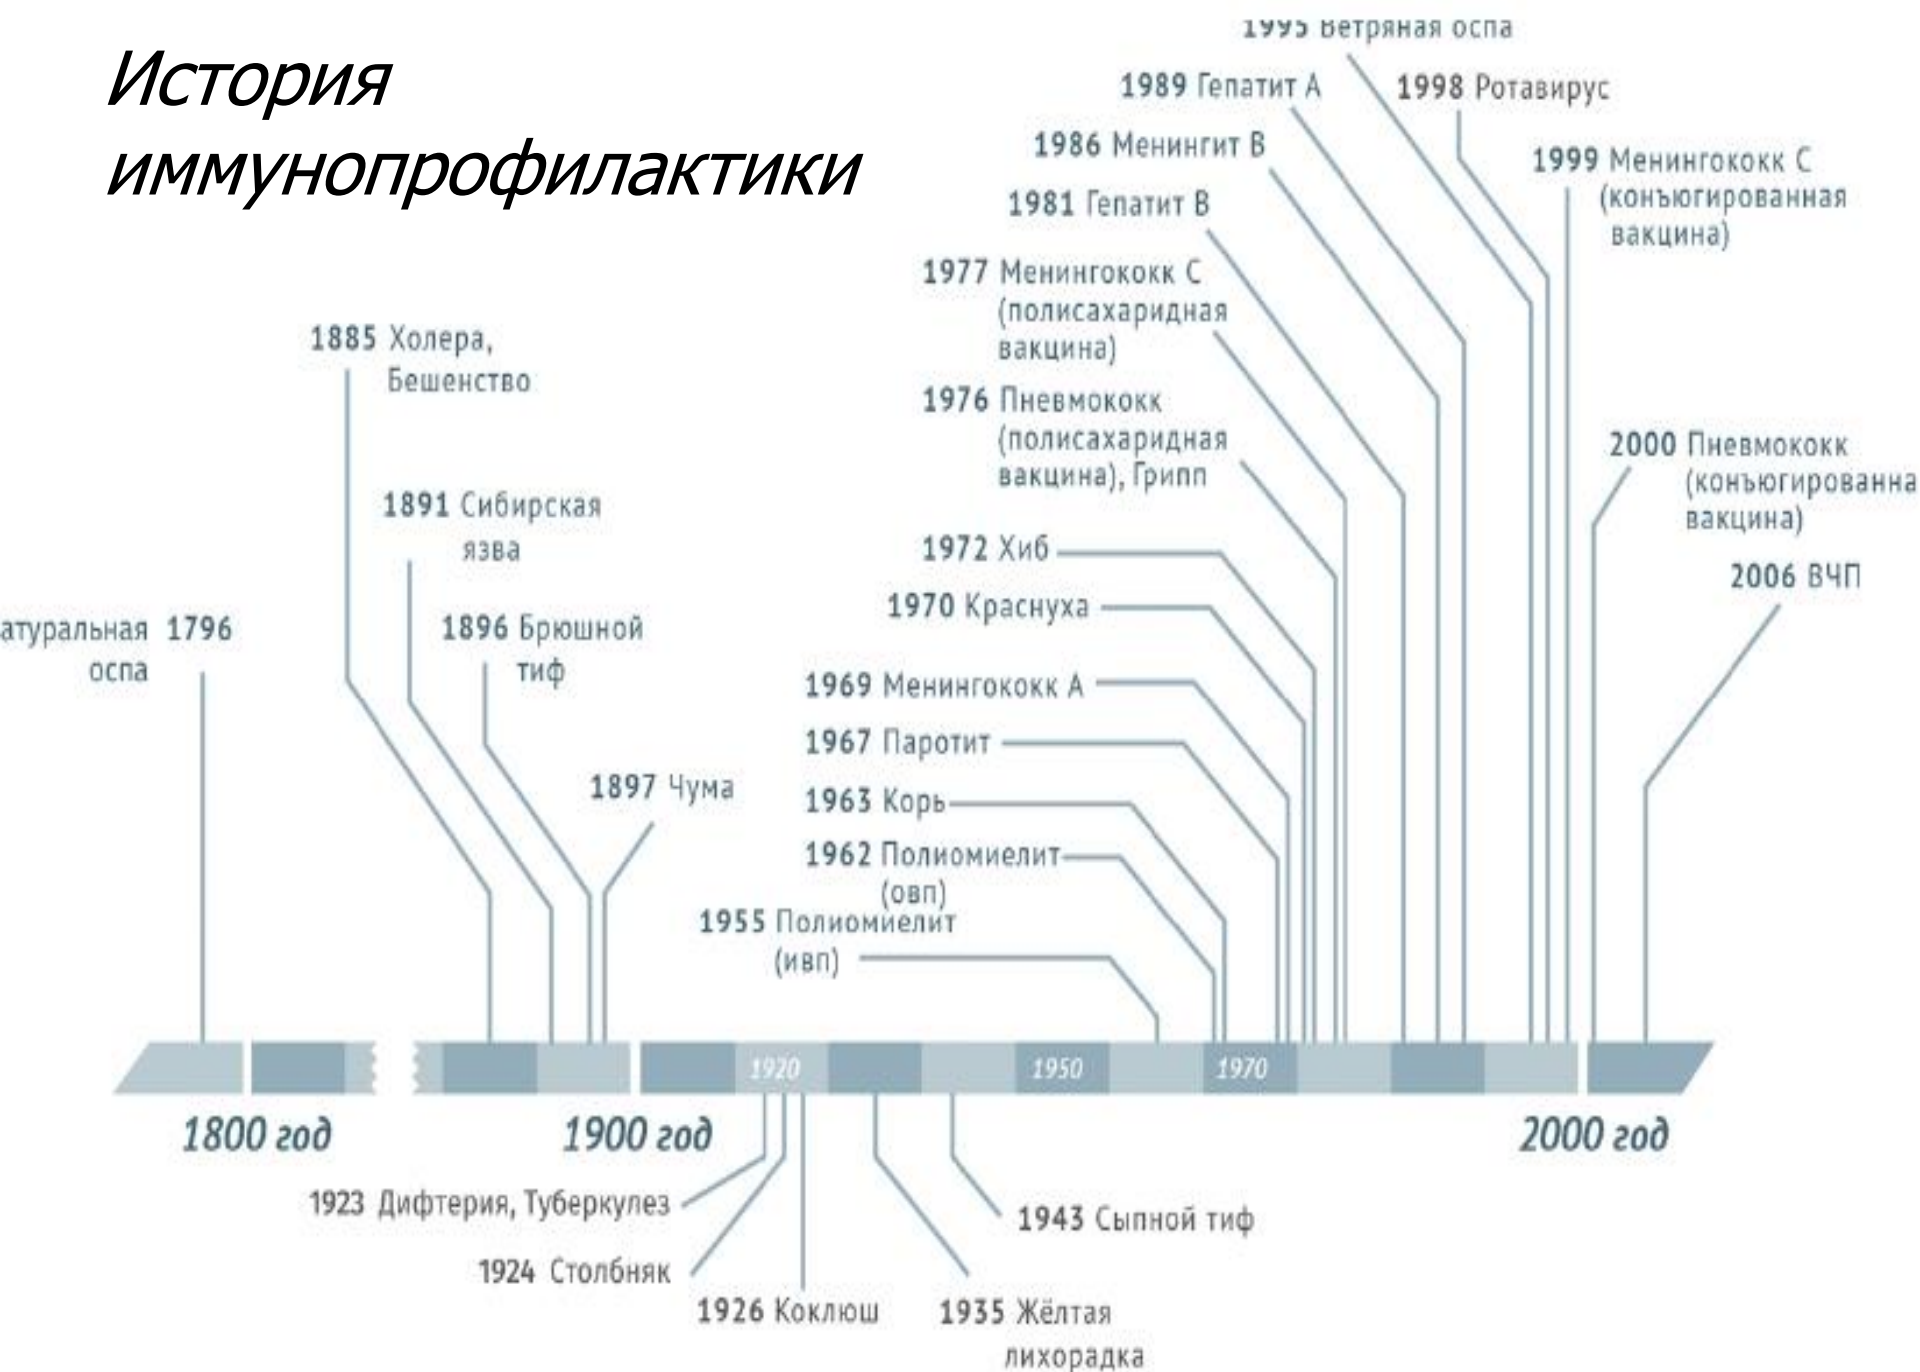 История
иммунопрофилактики
1995 Ветряная оспа
1989 Гепатит А
1998 Ротавирус
1986 Менингит В
1999 Менингококк С
(конъюгированная
вакцина)
1981 Гепатит В
1977 Менингококк С
(полисахаридная
вакцина)
1885 Холера,
Бешенство
1976 Пневмококк
(полисахаридная
вакцина), Грипп
2000 Пневмококк
(конъюгированна
вакцина)
1891 Сибирская
язва
1972 Хиб
2006 ВЧП
1970 Краснуха
атуральная 1796
оспа
1896 Брюшной
тиф
1969 Менингококк А
1967 Паротит
1897 Чума
1963 Корь
1962 Полиомиелит
(овп)
1955 Полиомиелит
(ивп)
1920
1950
1970
1800 год
1900 год
2000 год
1923 Дифтерия, Туберкулез
1943 Сыпной тиф
1924 Столбняк
1926 Коклюш
1935 Жёлтая
лихорадка